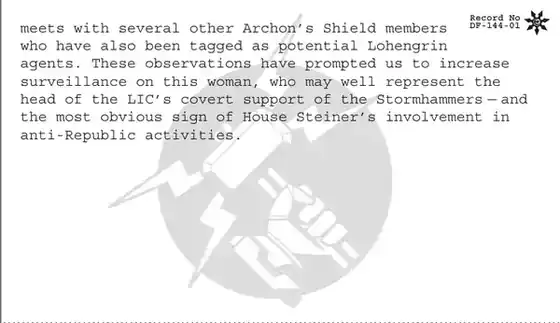 Record No
DF-144-01
meets with several other Archon's Shield members
who have also been tagged as potential Lohengrin
agents. These observations have prompted us to increase
surveillance on this woman, who may well represent the
head of the LIC's covert support of the Stormhammers — and
the most obvious sign of House Steiner's involvement in
anti-Republic activities.